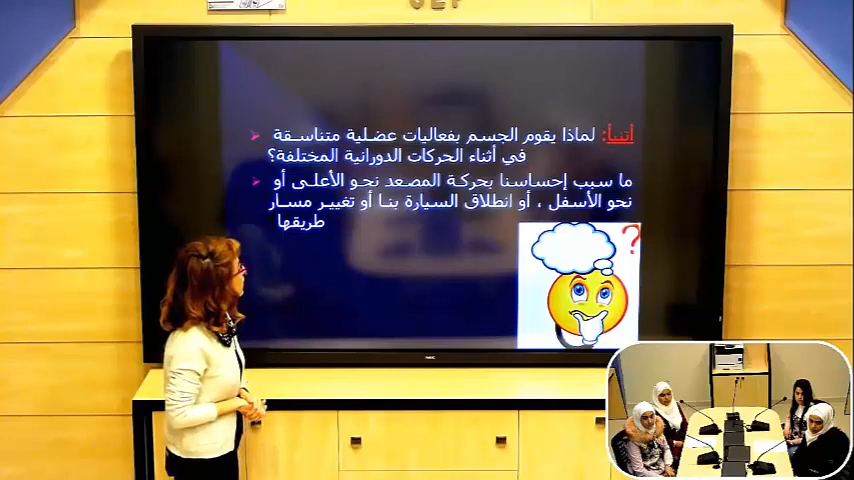 أتنبأ: لماذا يقوم الجسم بفعاليات عضلية متناسقة
في أثناء الحركات الدورانية المختلفة؟
ما سبب إحساسنا بحركة المصعد نحو الأعلى أو
نحو الأسفل ، أو انطلاق السيارة بنا أو تغيير مسار
طريقها
?
NEC